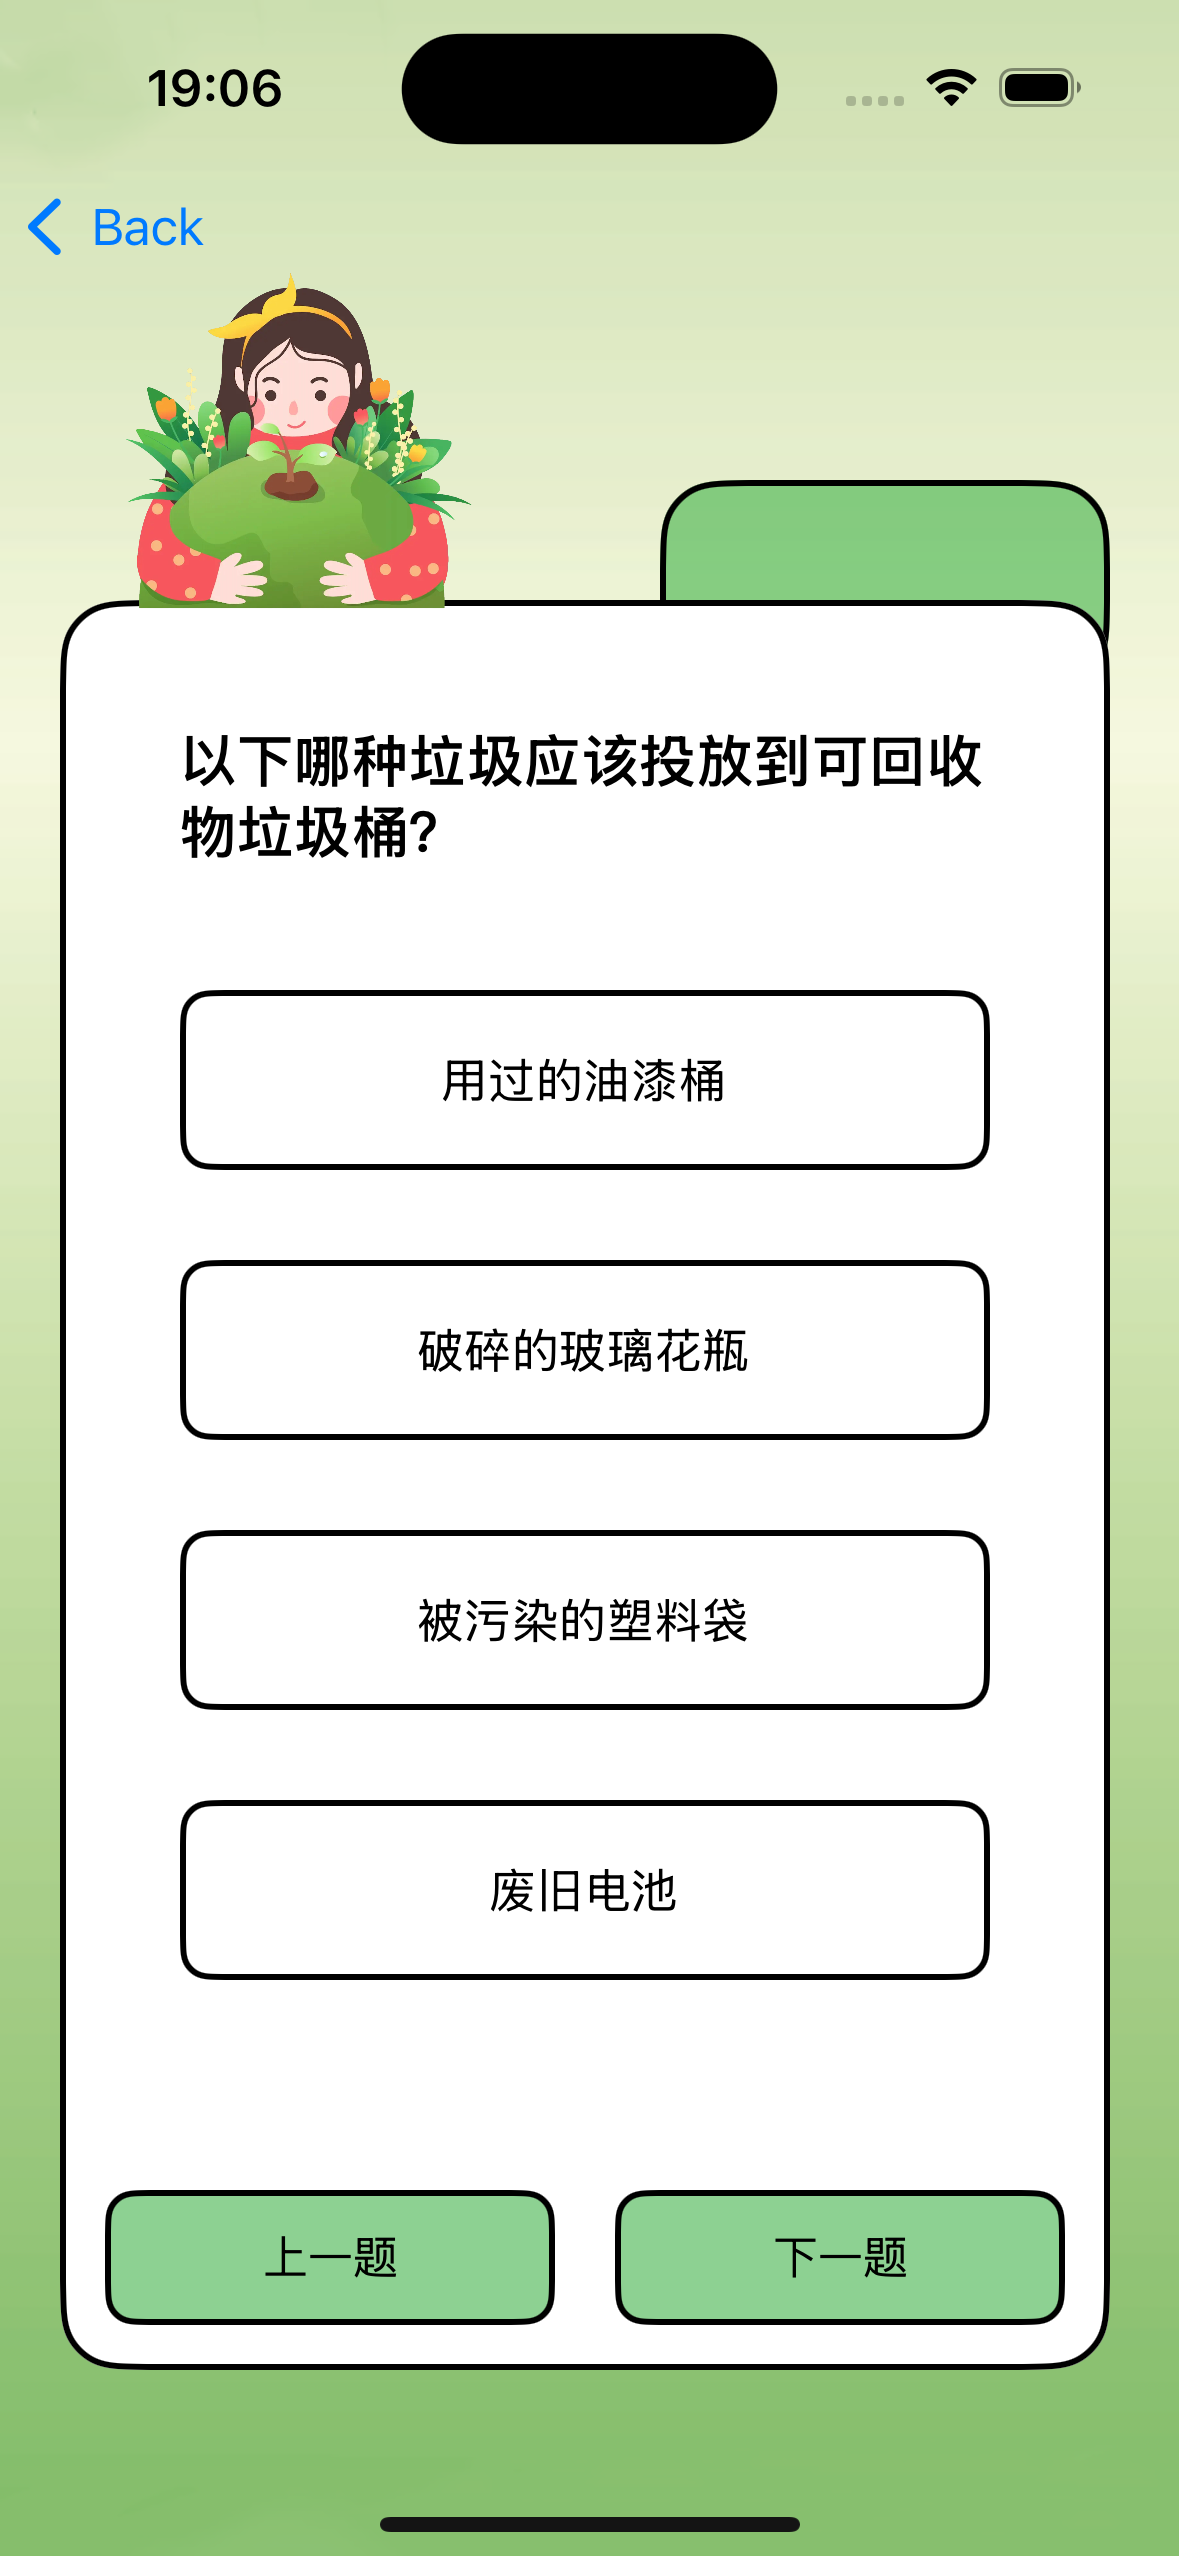 19:06
Back
以下哪种垃圾应该投放到可回收
物垃圾桶?
用过的油漆桶
破碎的玻璃花瓶
被污染的塑料袋
废旧电池
上一题
下一题